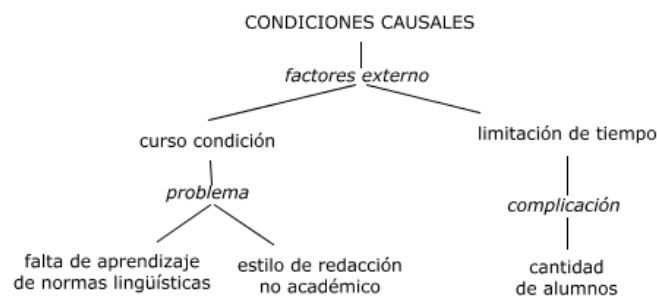 CONDICIONES CAUSALES
factores externo
curso condición
limitación de tiempo
problema
complicación
falta de aprendizaje
de normas lingüísticas
estilo de redacción
no académico
cantidad
de alumnos